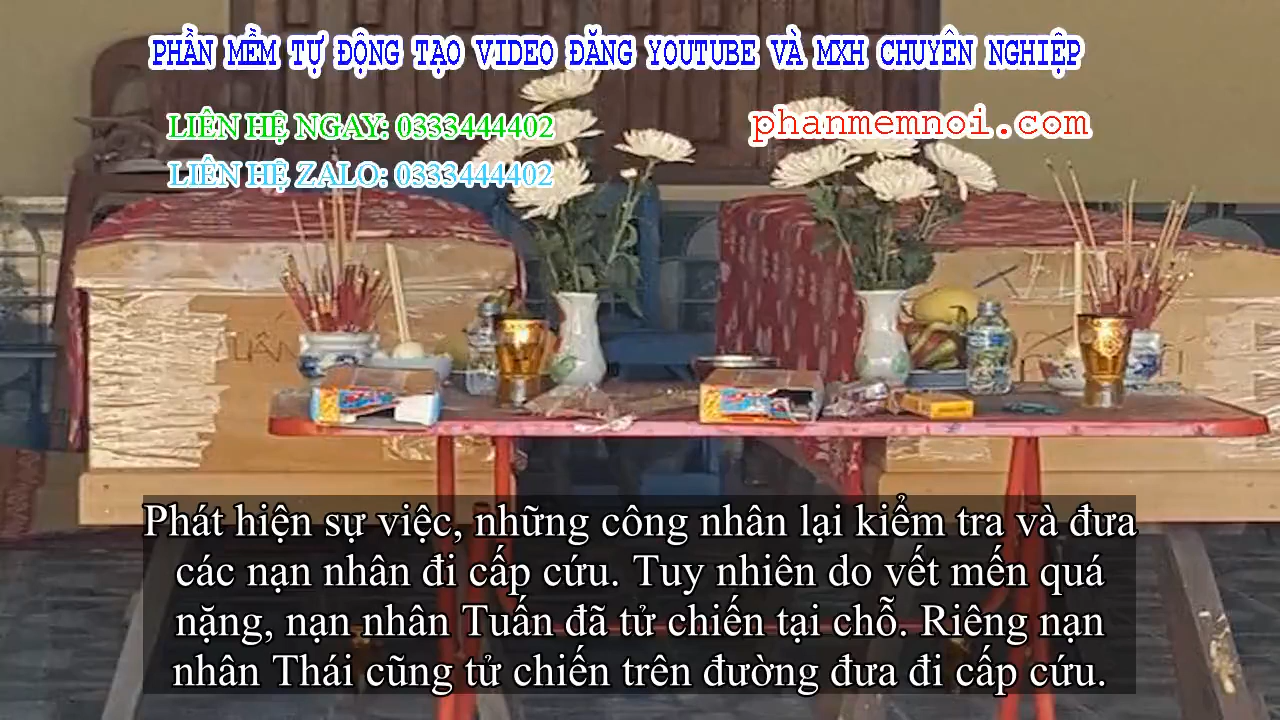 PHẦN MỀM TỰ ĐỘNG TẠO VIDEO ĐĂNG YOUTUBE VÀ MXH CHUYÊN NGHIỆP
LIÊN HỆ NGAY: 0333444402
phanmemnoi.com
LIÊN HỆ ZALO: 0333444402
Phát hiện sự việc, những công nhân lại kiểm tra và đưa
các nạn nhân đi cấp cứu. Tuy nhiên do vết mến quá
nặng, nạn nhân Tuấn đã tử chiến tại chỗ. Riêng nạn
nhân Thái cũng tử chiến trên đường đưa đi cấp cứu.